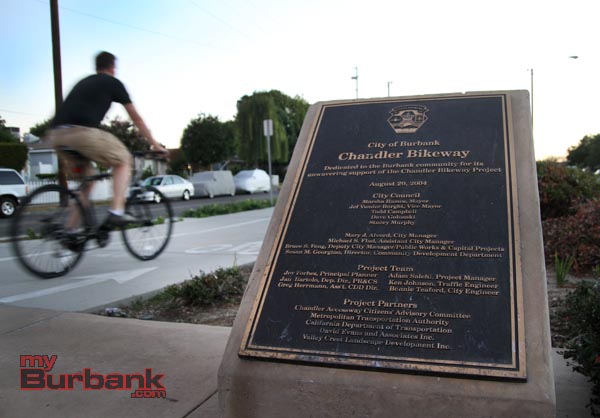 City of Burbank
Chandler Bikeway
Dedicated to the Burbank community for its
unwavering support of the Chandler Bikeway Project
August 29, 2004
City Council
Marsha Ramos, Mayor
Jef Vander Borght, Vice Mayor
Todd Campbell
Dave Golonski
Stacey Murphy
Mary J. Alvord, City Manager
Michael S. Flad, Assistant City Manager
Bruce S. Feng, Deputy City Manager/Public Works & Capital Projects
Susan M. Georgino, Director, Community Development Department
Project Team
Joy Forbes, Principal Planner
Adam Salehi, Project Manager
Jan Bartolo, Dep. Dir., PR&CS
Ken Johnson, Traffic Engineer
Greg Herrmann, Ass't. CDD Dir.
Bonnie Teaford, City Engineer
Project Partners
Chandler Accessway Citizens' Advisory Committee
Metropolitan Transportation Authority
California Department of Transportation
David Evans and Associates Inc.
Valley Crest Landscape Development Inc.
my
Burbank.com